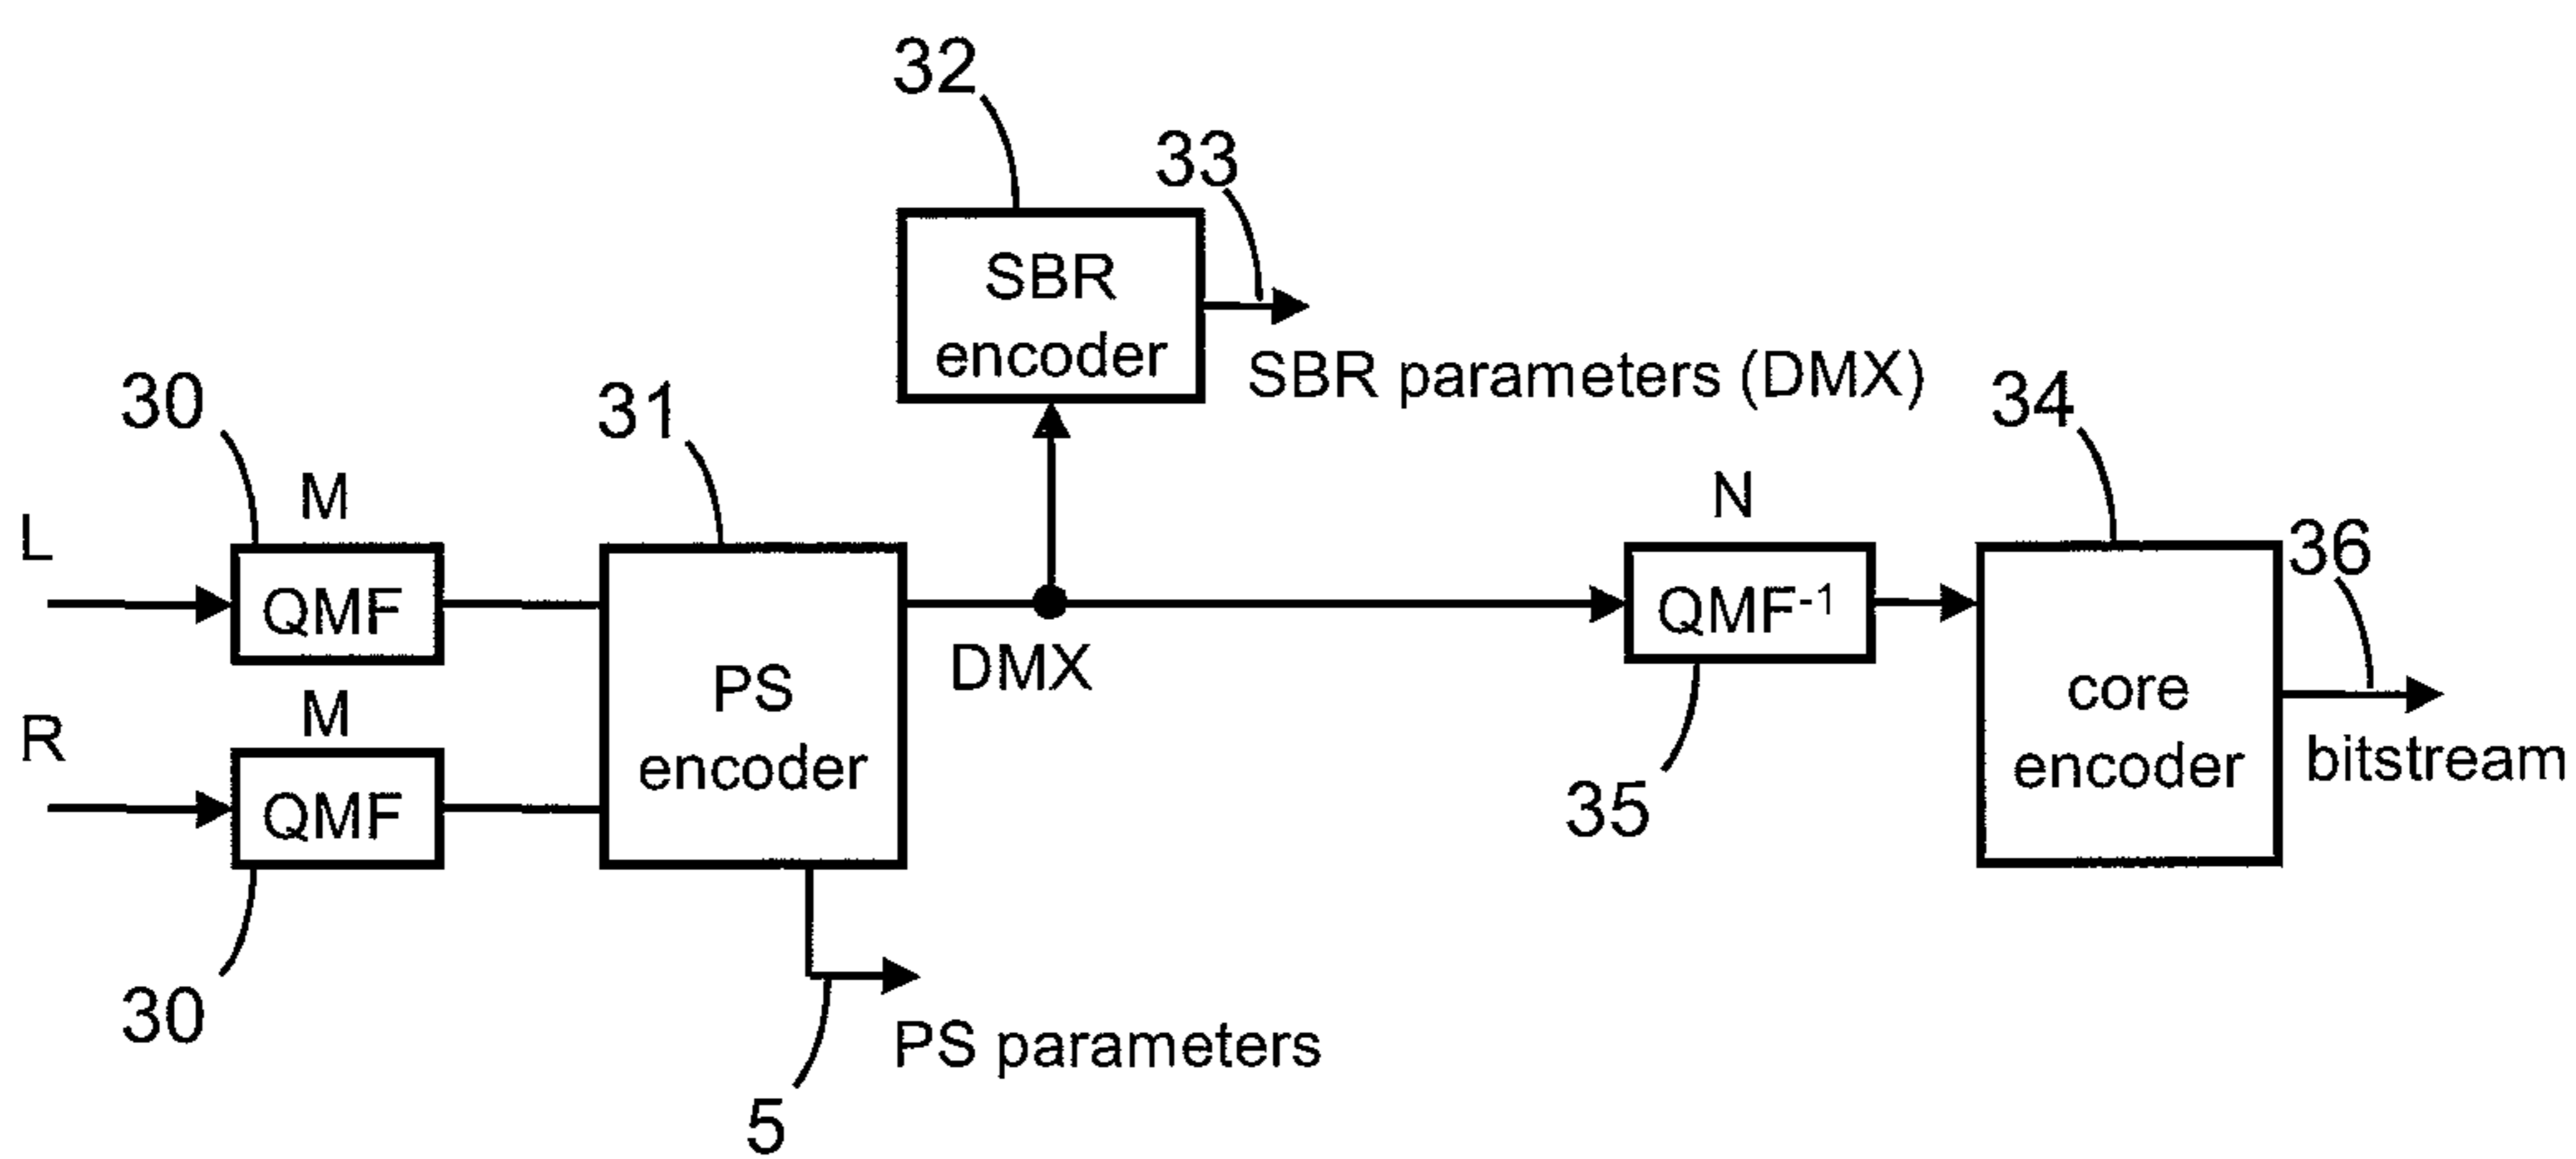 32
33
SBR
encoder
SBR parameters (DMX)
30
31
34
M
N
L
QMF
QMF-1
36
DMX
PS
encoder
core
encoder
R
M
QMF
bitstream
35
30
PS parameters
5